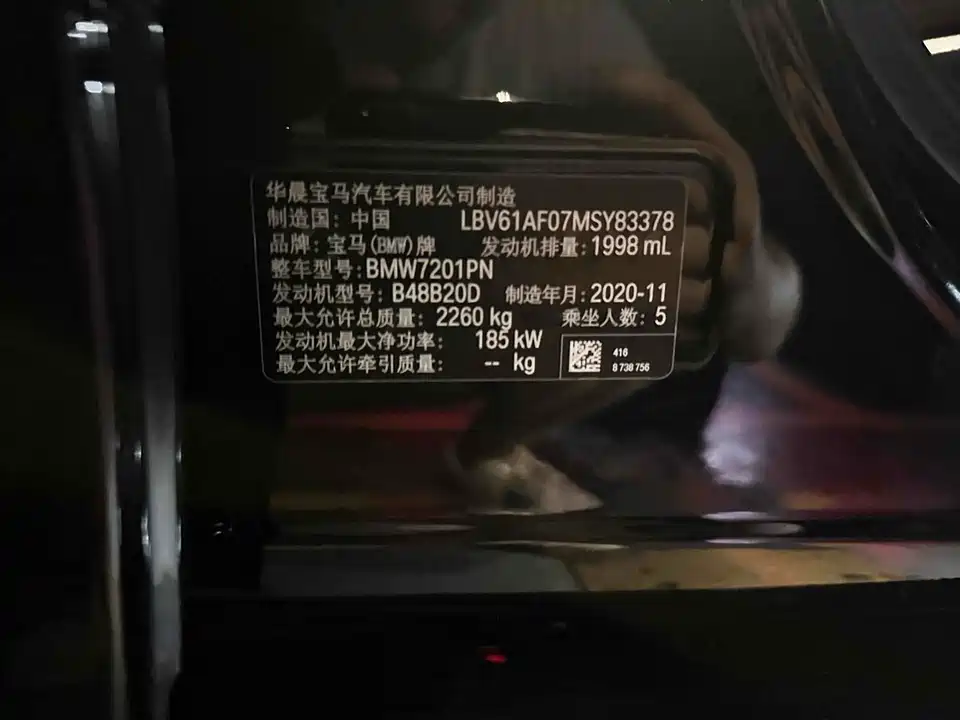 华晨宝马汽车有限公司制造
制造国: 中国 LBV61AF07MSY83378
品牌: 宝马(BMW)牌 发动机排量: 1998 mL
整车型号: BMW7201PN
发动机型号: B48B20D 制造年月: 2020-11
最大允许总质量: 2260 kg 乘坐人数: 5
发动机最大净功率: 185 kW
最大允许牵引质量: -- kg
416
8 738 756